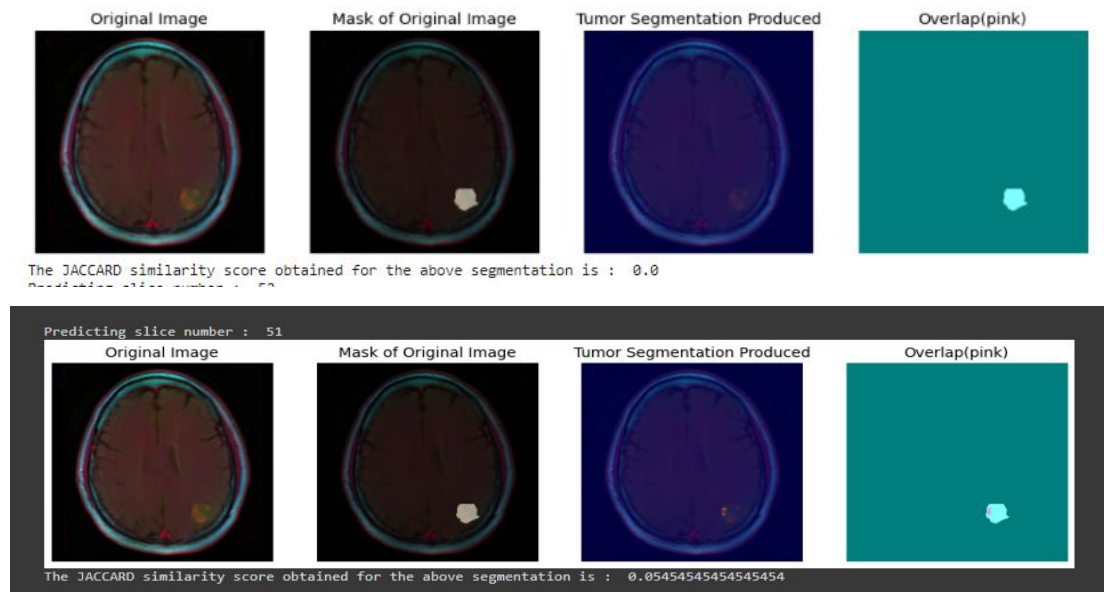 Original Image Mask of Original Image Tumor Segmentation Produced Overlap(pink)
The JACCARD similarity score obtained for the above segmentation is :  0.0
Predicting slice number :  51
Original Image Mask of Original Image Tumor Segmentation Produced Overlap(pink)
The JACCARD similarity score obtained for the above segmentation is :  0.05454545454545454